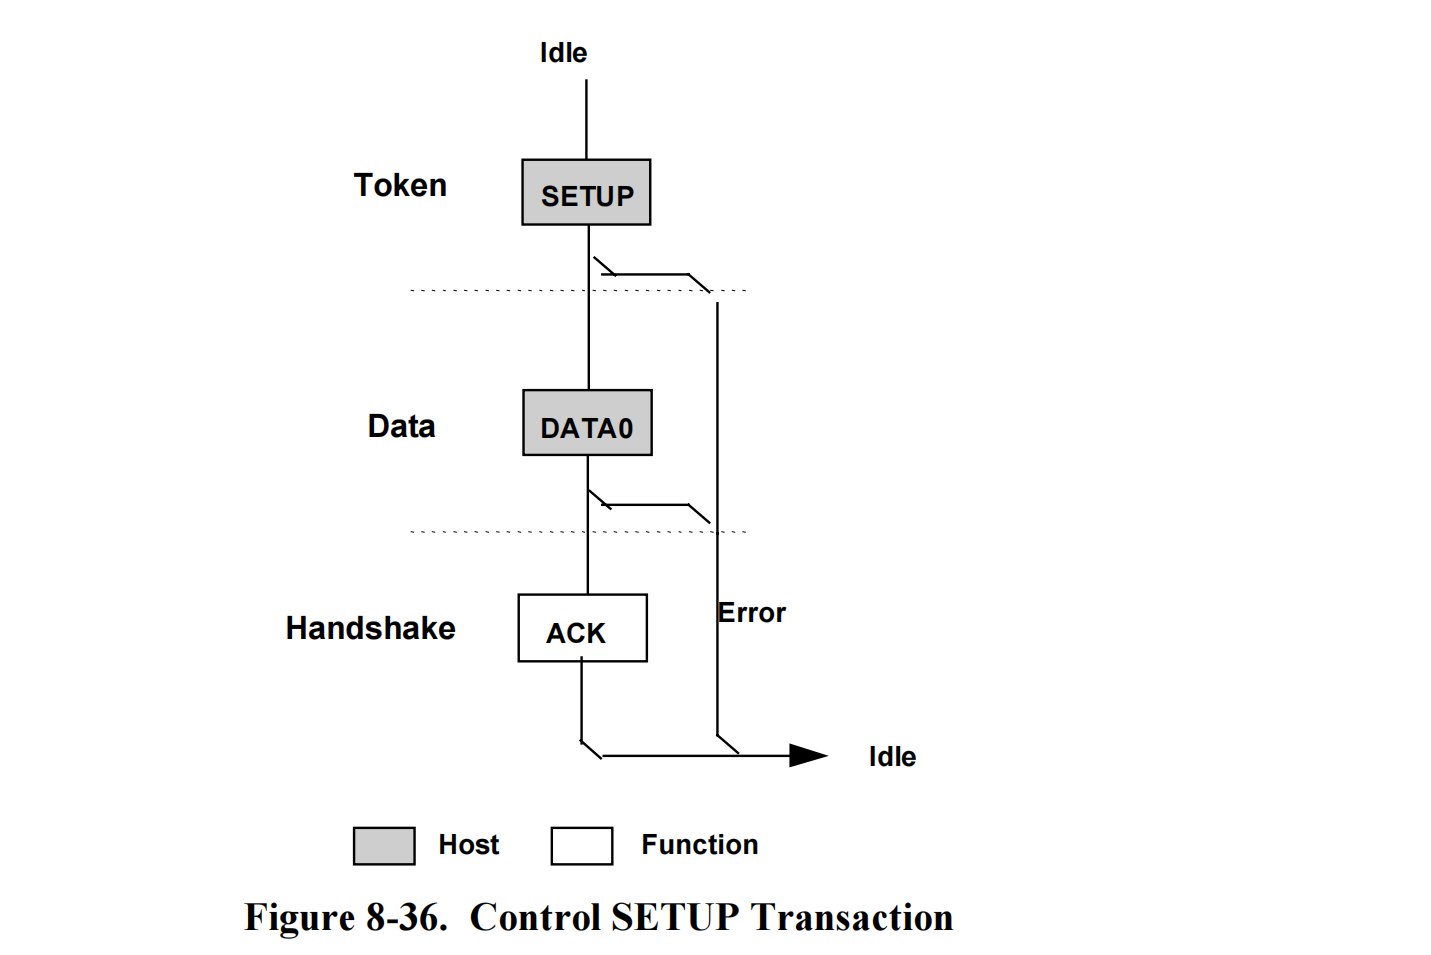 Idle
Token
SETUP
Data
DATA0
Handshake
ACK
Error
Idle
Host
Function
Figure 8-36. Control SETUP Transaction